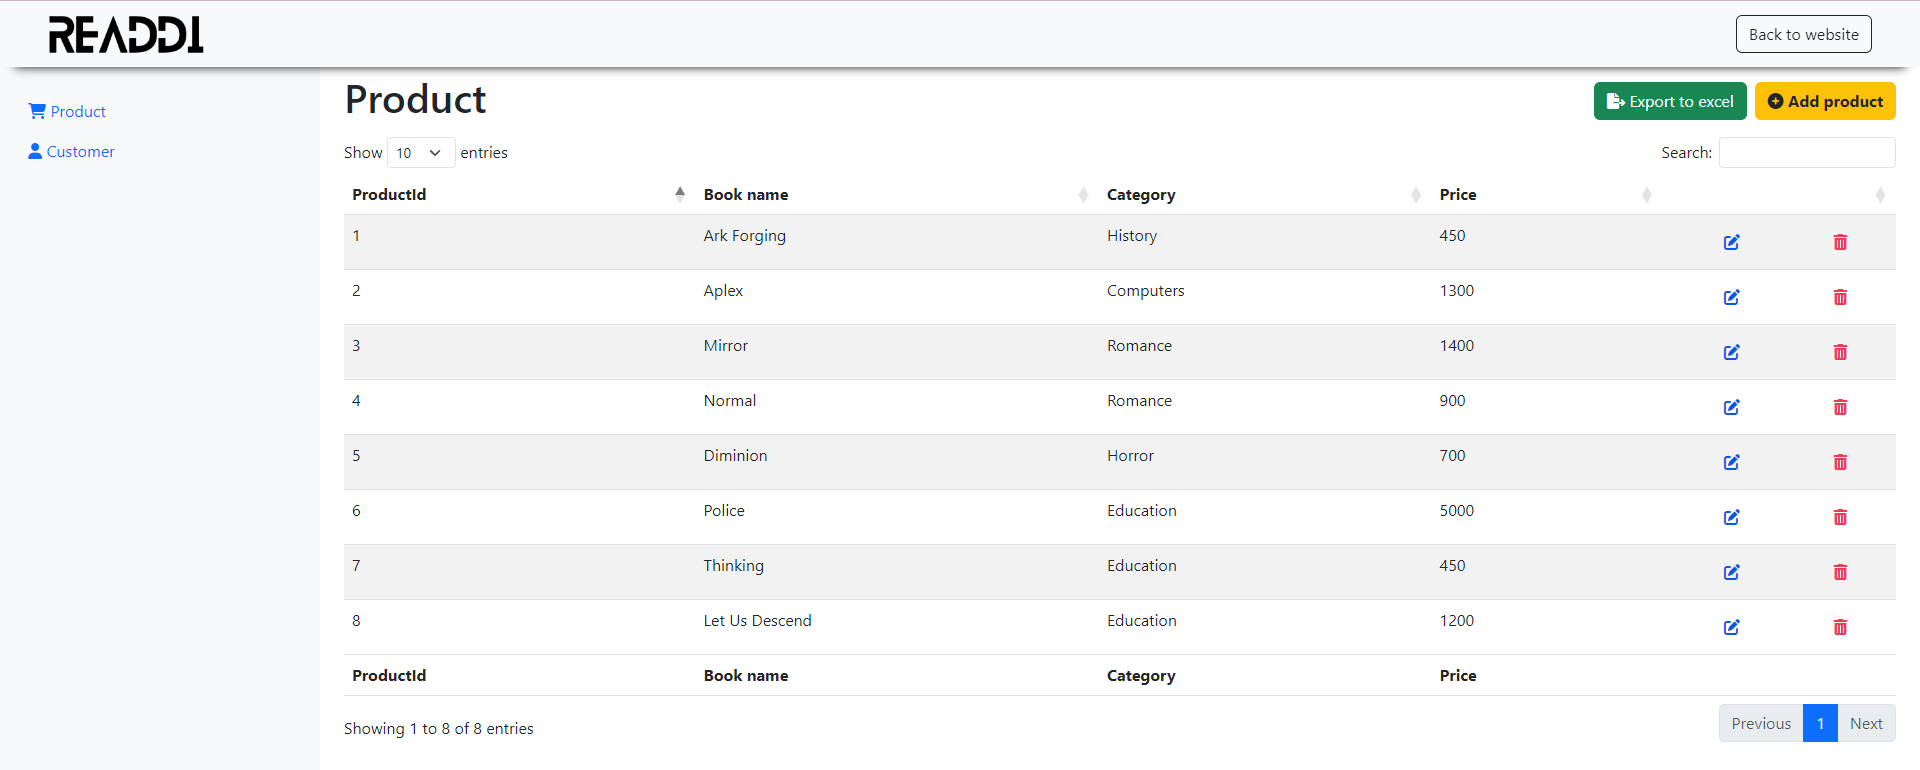 READDI
Back to website
Product
Customer
Product
Export to excel
Add product
Show 10 entries
Search:
ProductId Book name Category Price
1 Ark Forging History 450
2 Aplex Computers 1300
3 Mirror Romance 1400
4 Normal Romance 900
5 Diminion Horror 700
6 Police Education 5000
7 Thinking Education 450
8 Let Us Descend Education 1200
ProductId Book name Category Price
Showing 1 to 8 of 8 entries
Previous 1 Next